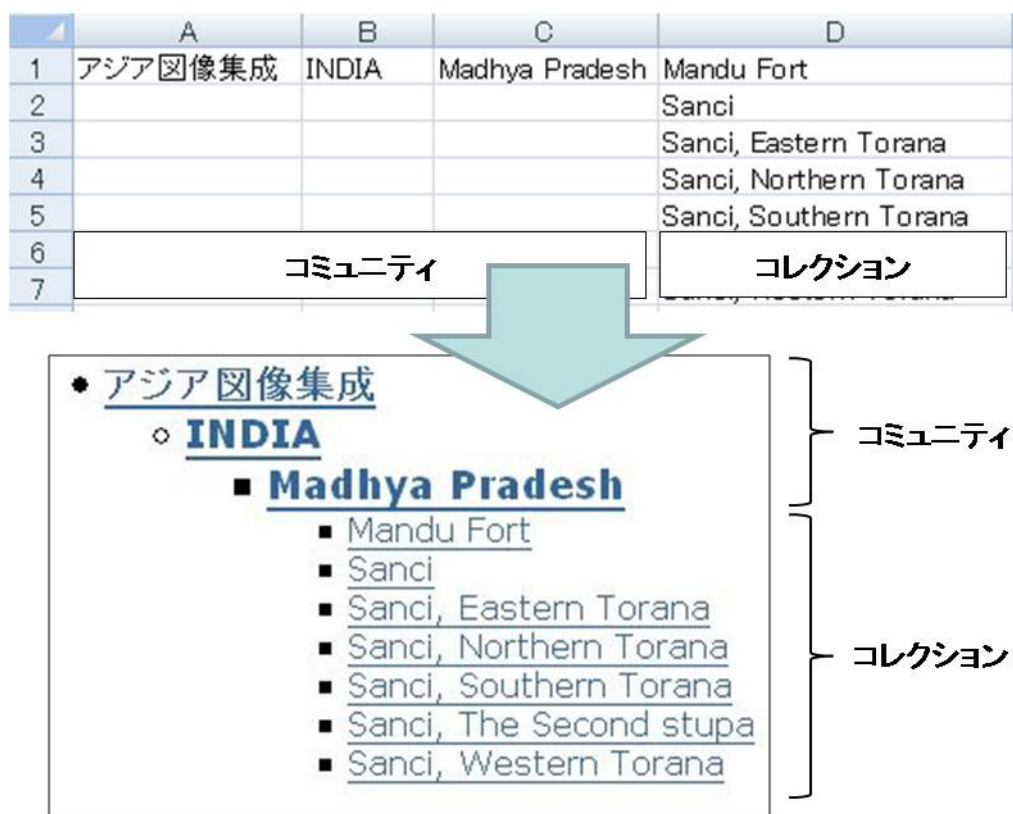 A B C D
1 アジア図像集成 INDIA Madhya Pradesh Mandu Fort
2 Sanci
3 Sanci, Eastern Torana
4 Sanci, Northern Torana
5 Sanci, Southern Torana
6
7
コミュニティ コレクション
• アジア図像集成
○ INDIA
■ Madhya Pradesh
■ Mandu Fort
■ Sanci
■ Sanci, Eastern Torana
■ Sanci, Northern Torana
■ Sanci, Southern Torana
■ Sanci, The Second stupa
■ Sanci, Western Torana
コミュニティ
コレクション